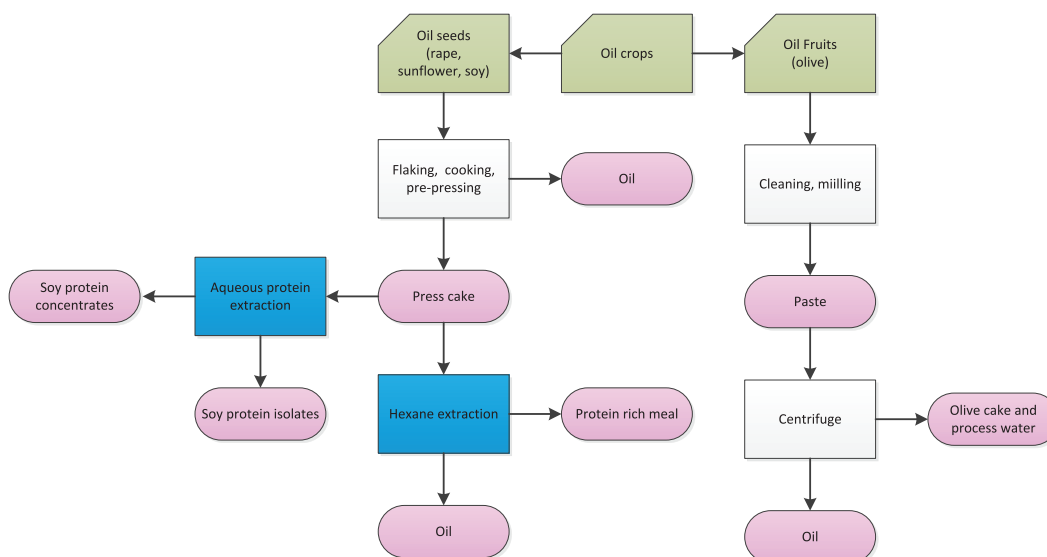 Oil seeds
(rape,
sunflower, soy)
Oil crops
Oil Fruits
(olive)
Flaking, cooking,
pre-pressing
Oil
Cleaning, miilling
Soy protein
concentrates
Aqueous protein
extraction
Press cake
Paste
Soy protein isolates
Hexane extraction
Protein rich meal
Centrifuge
Olive cake and
process water
Oil
Oil